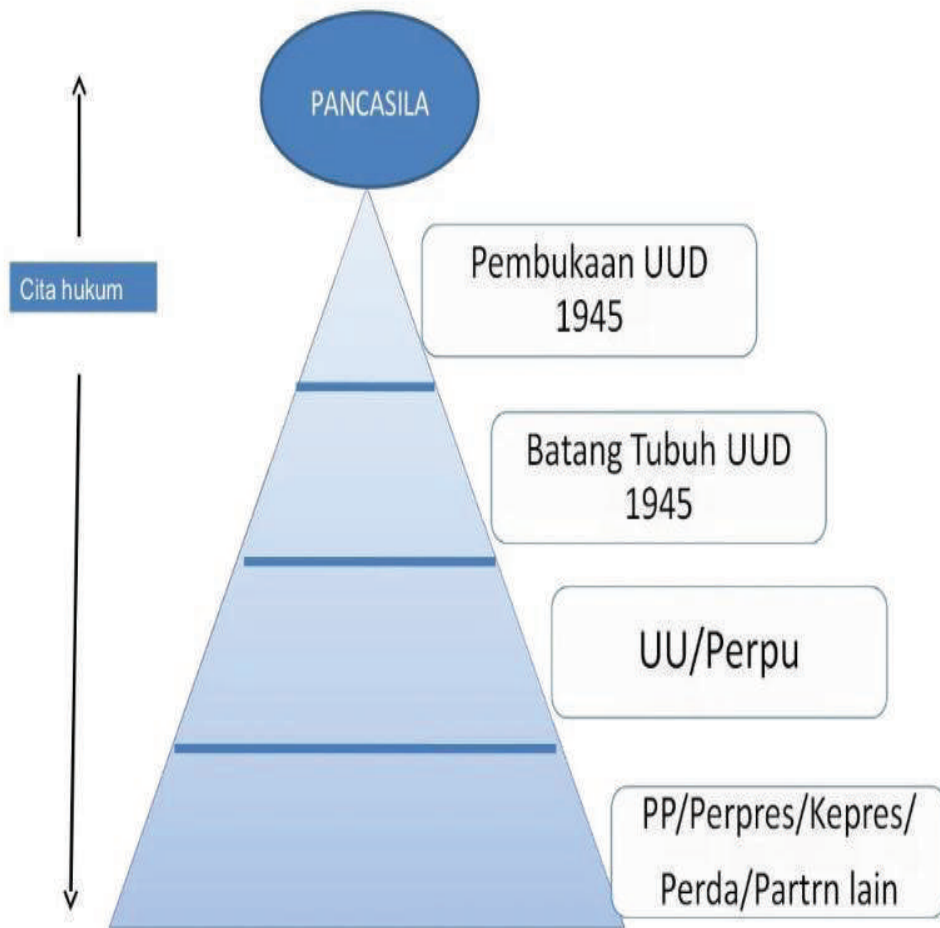 PANCASILA
Cita hukum
Pembukaan UUD
1945
Batang Tubuh UUD
1945
UU/Perpu
PP/Perpres/Kepres/
Perda/Partrn lain